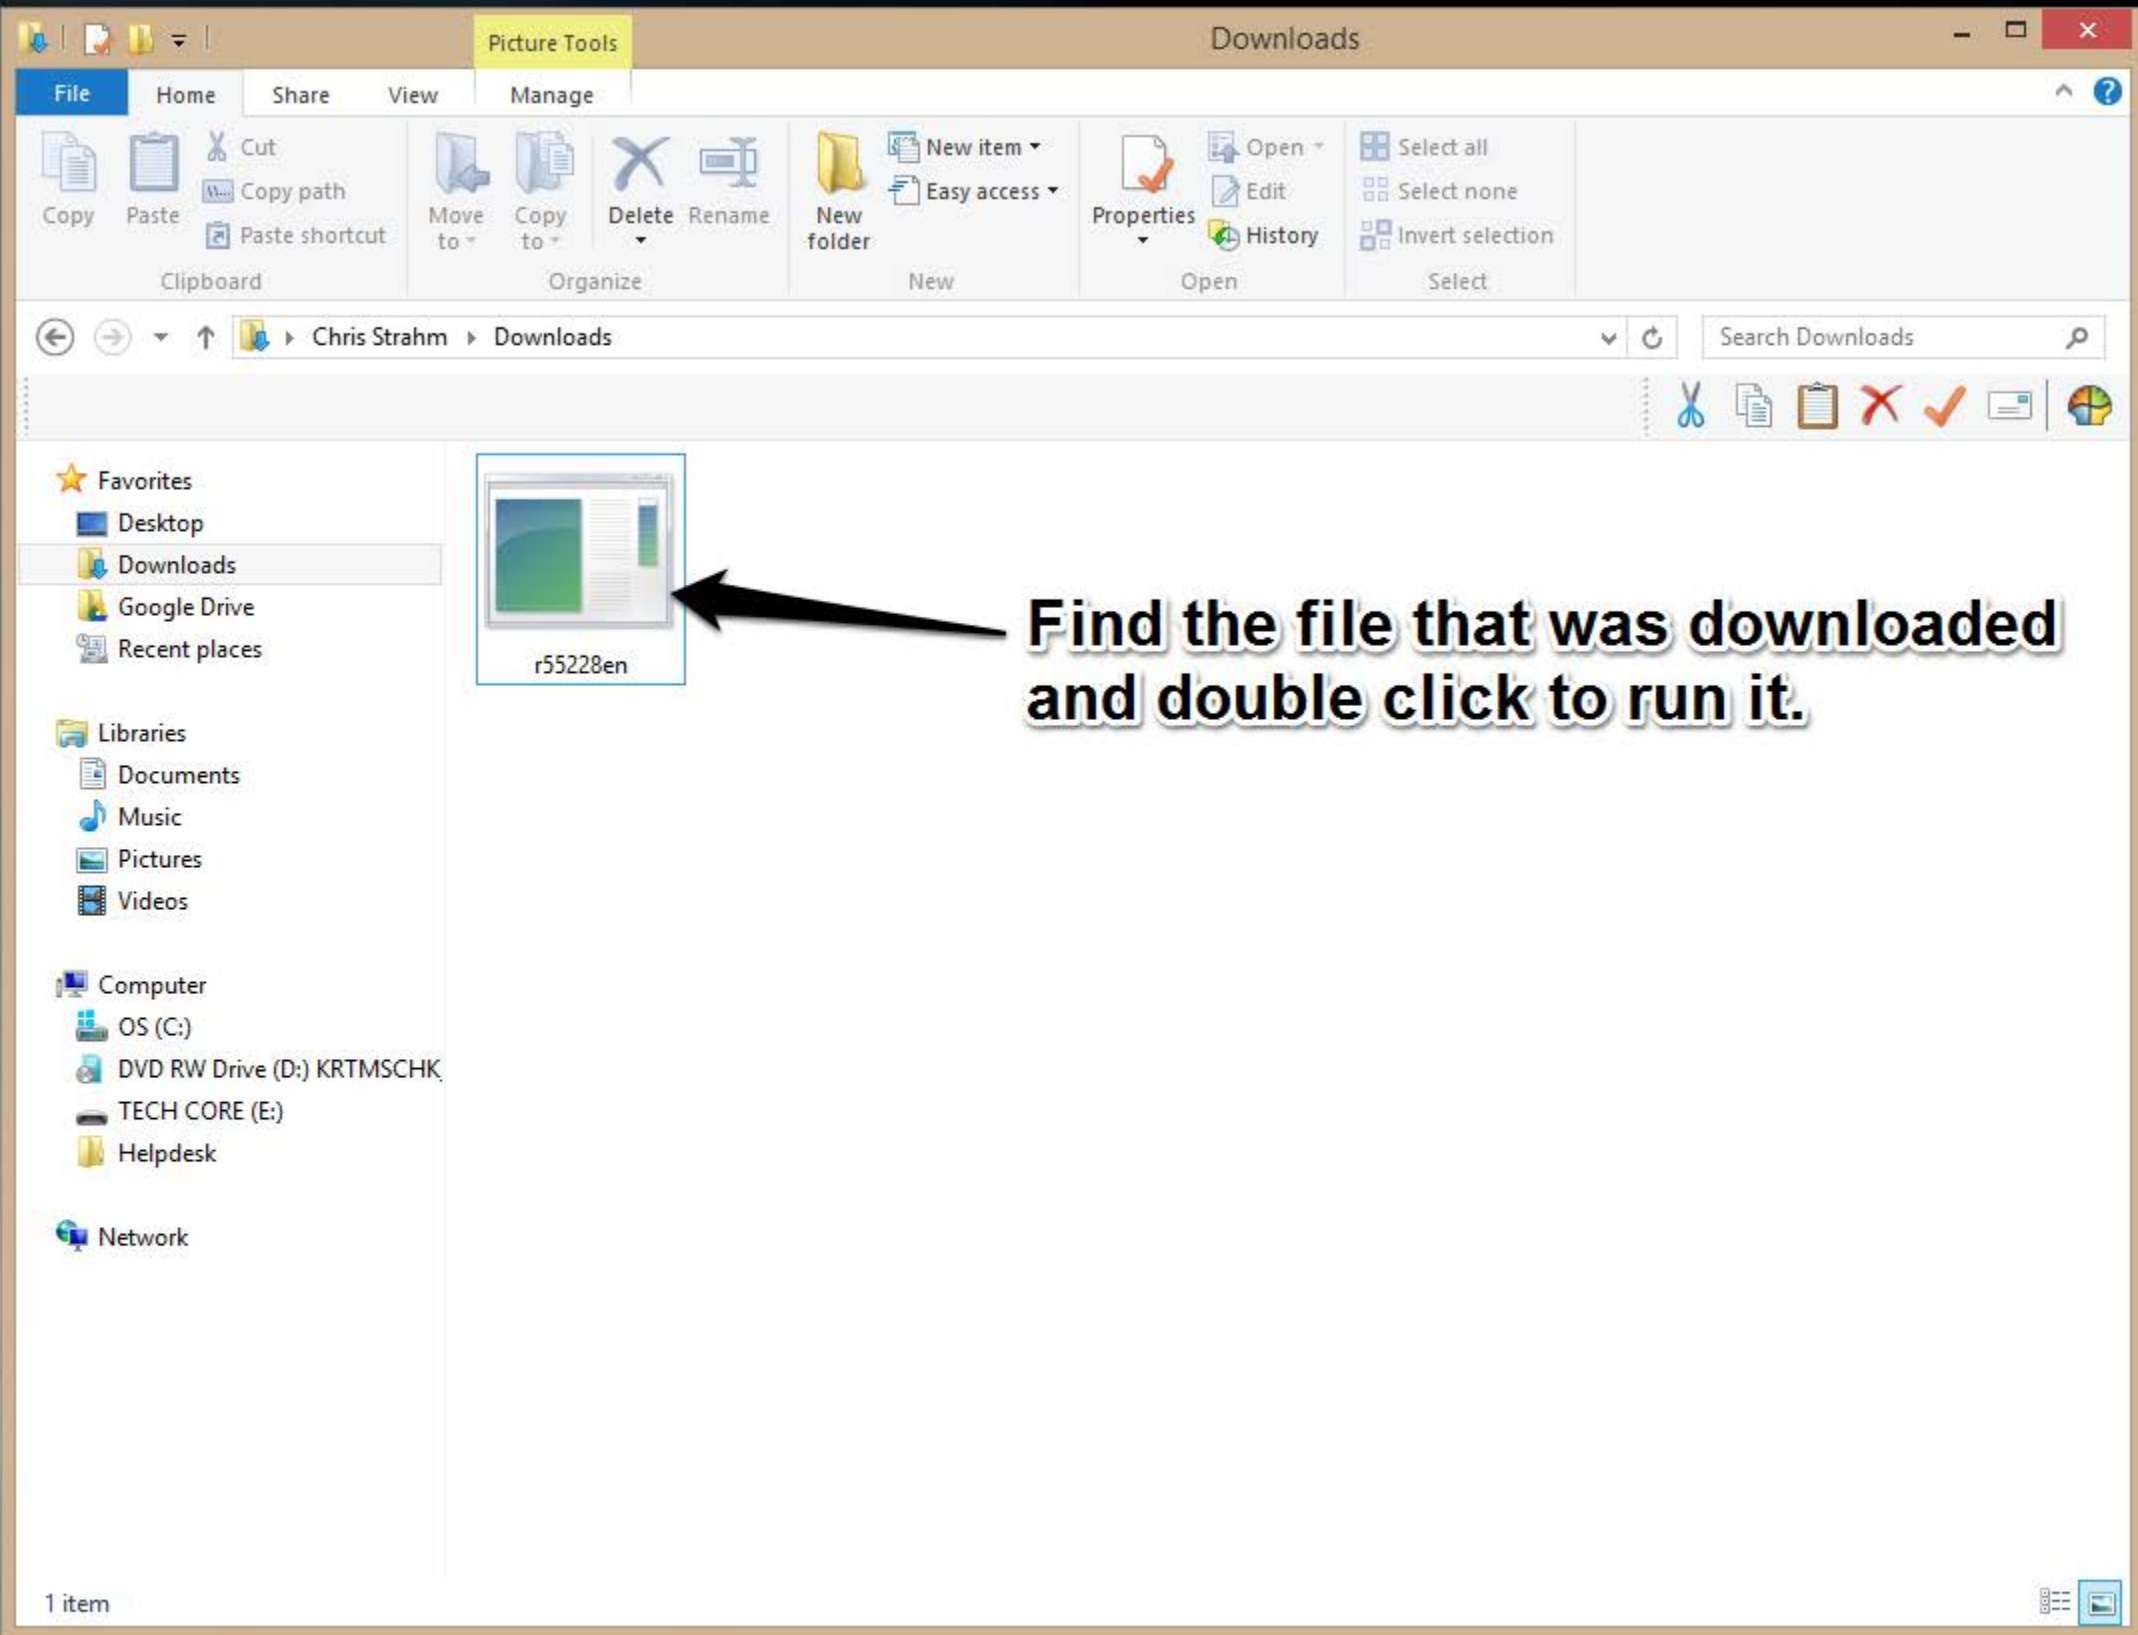 Picture Tools
Downloads
File Home Share View Manage
Copy
Paste
Cut
Copy path
Paste shortcut
Clipboard
Move to
Copy to
Delete
Rename
Organize
New folder
New item
Easy access
New
Properties
Open
Edit
History
Open
Select all
Select none
Invert selection
Select
Chris Strahm Downloads
Search Downloads
Favorites
Desktop
Downloads
Google Drive
Recent places
Libraries
Documents
Music
Pictures
Videos
Computer
OS (C:)
DVD RW Drive (D:) KRTMSCHK
TECH CORE (E:)
Helpdesk
Network
r55228en
Find the file that was downloaded
and double click to run it.
1 item